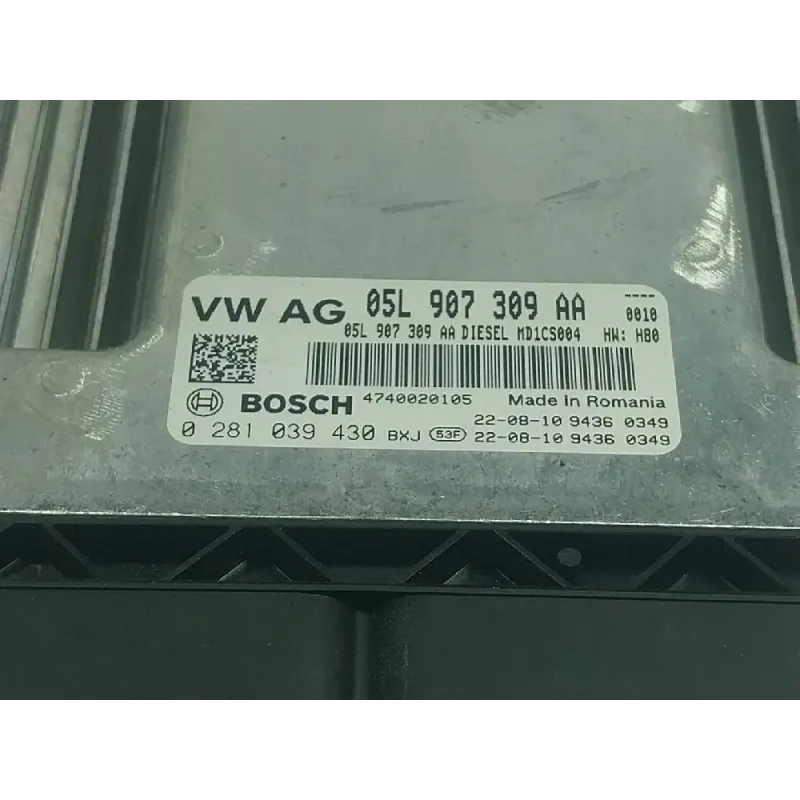 VW AG 05L 907 309 AA ----
0010
05L 907 309 AA DIESEL MD1CS004 HW: H80
BOSCH 4740020105 Made in Romania
22-08-10 9436 0349
0 281 039 430 BXJ 53F 22-08-10 9436 0349